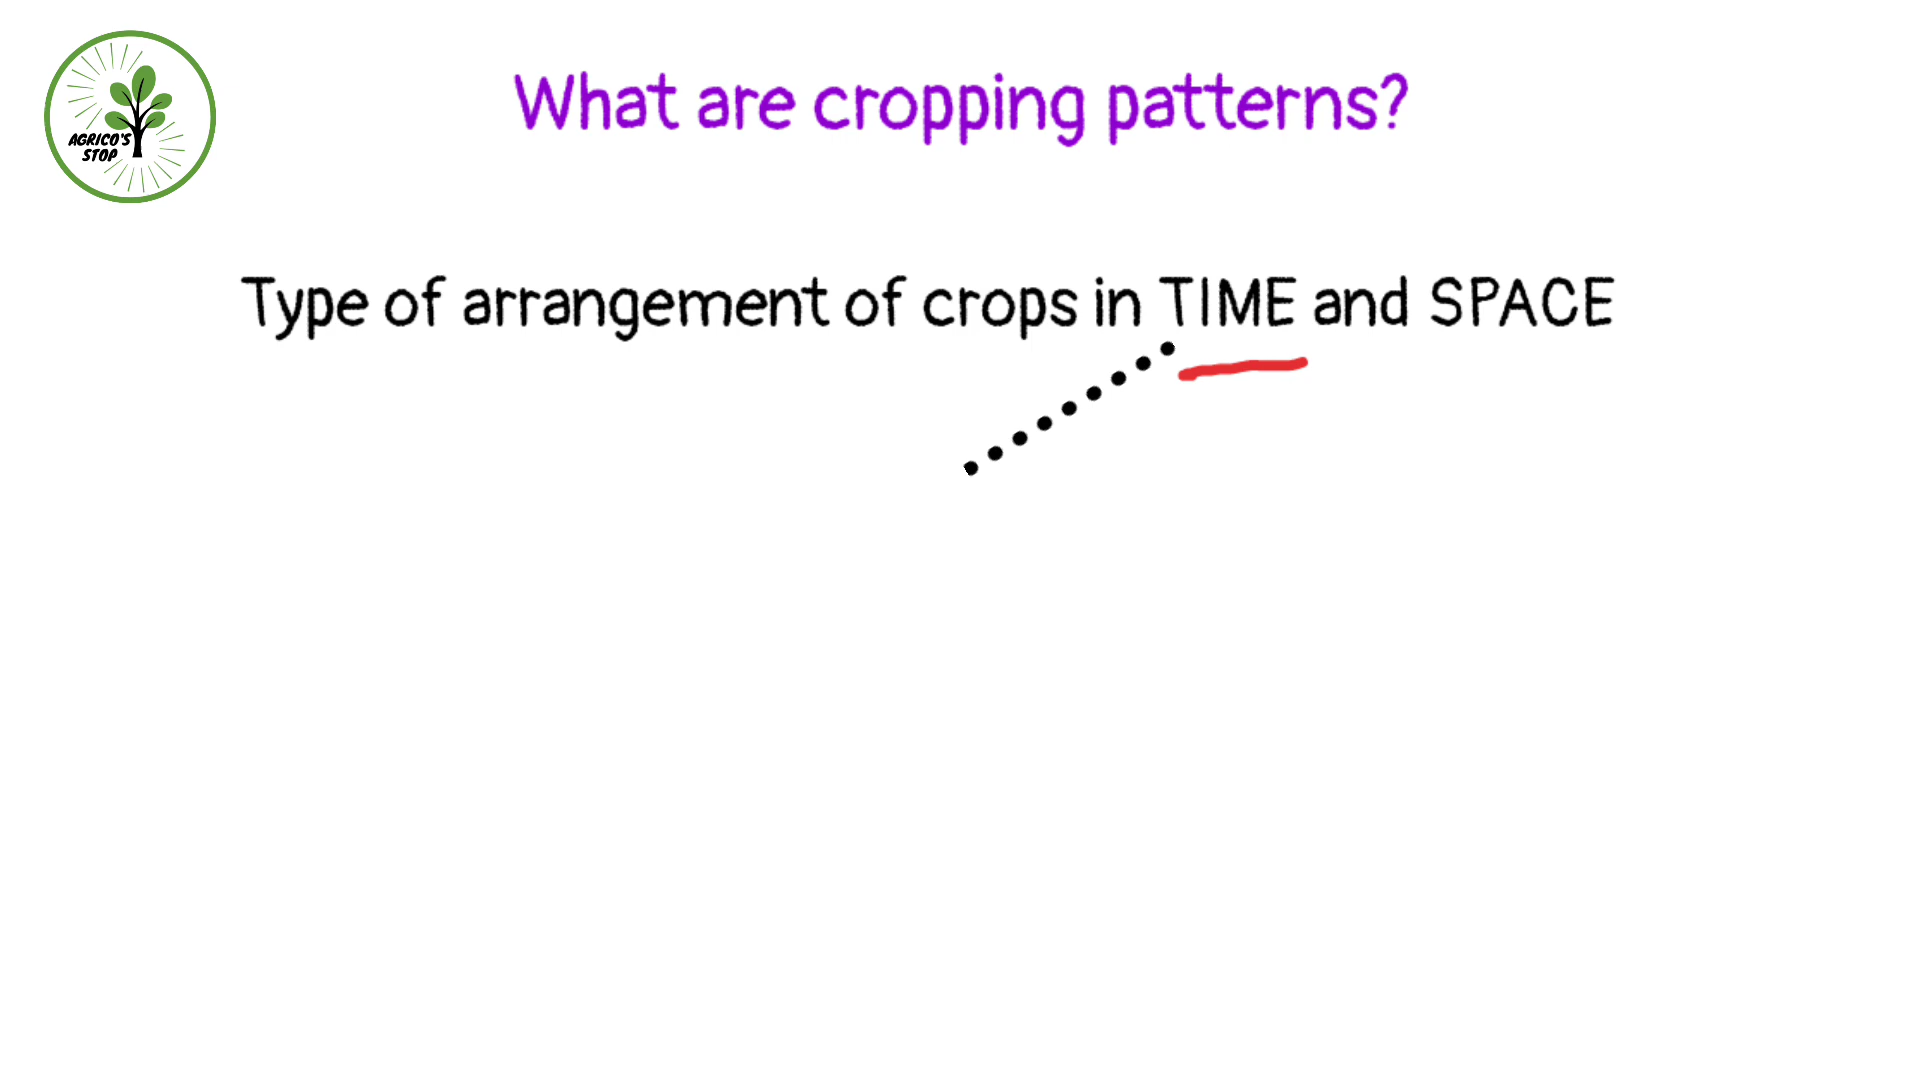 AGRICO'S
STOP
What are cropping patterns?
Type of arrangement of crops in TIME and SPACE